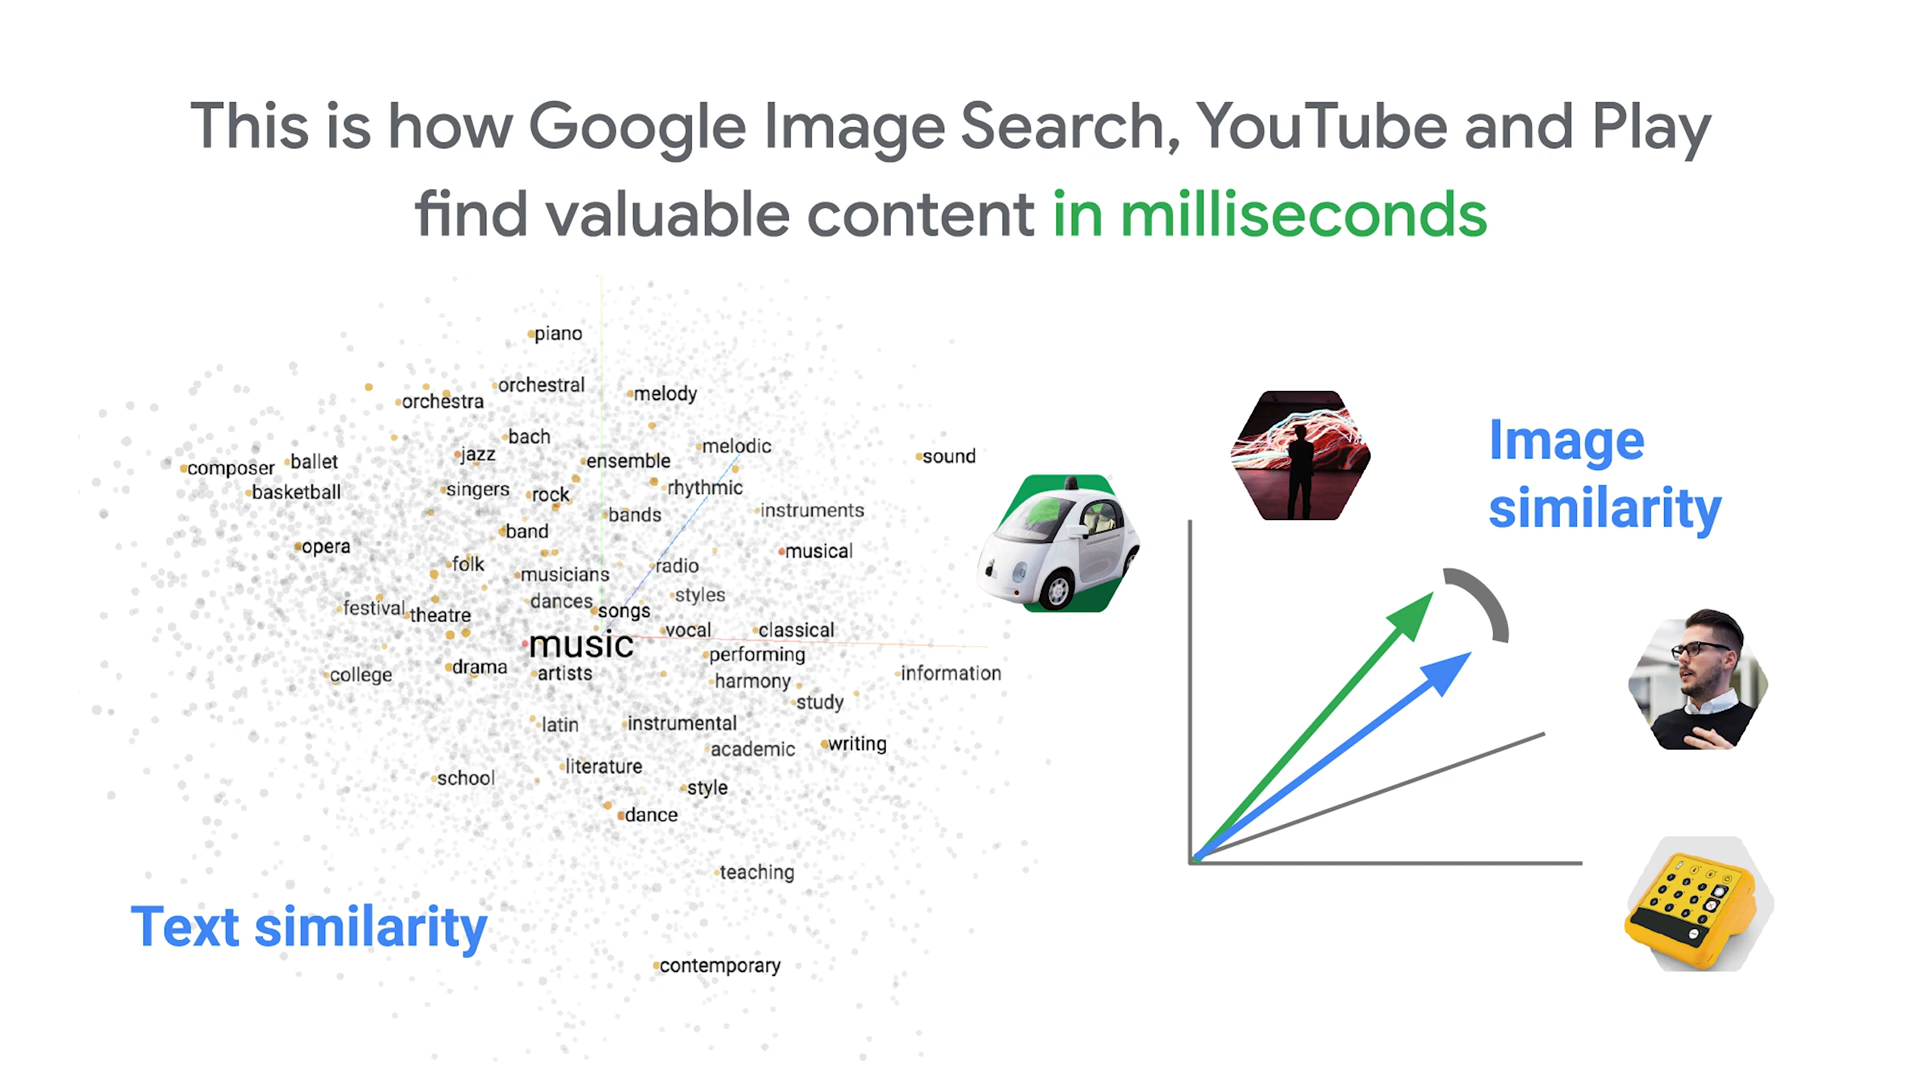 This is how Google Image Search, YouTube and Play
find valuable content in milliseconds
piano
orchestral
orchestra
melody
bach
jazz
melodic
composer
ballet
ensemble
sound
basketball
singers
rock
rhythmic
bands
instruments
band
opera
musical
folk
musicians
radio
dances
styles
festival
theatre
songs
music
vocal
classical
drama
performing
college
artists
harmony
information
study
latin
instrumental
academic
writing
school
literature
style
dance
teaching
contemporary
Text similarity
Image
similarity